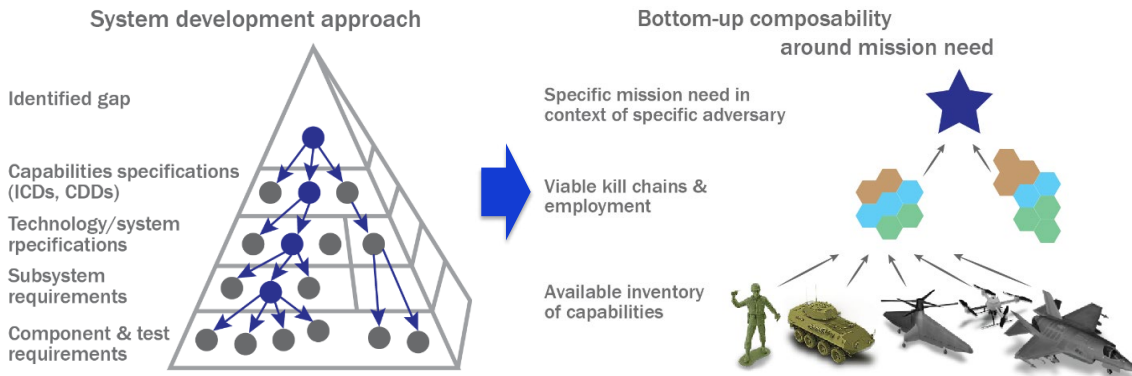 System development approach
Identified gap
Capabilities specifications
(ICDs, CDDs)
Technology/system
rpecifications
Subsystem
requirements
Component & test
requirements
Bottom-up composability
around mission need
Specific mission need in
context of specific adversary
Viable kill chains &
employment
Available inventory
of capabilities